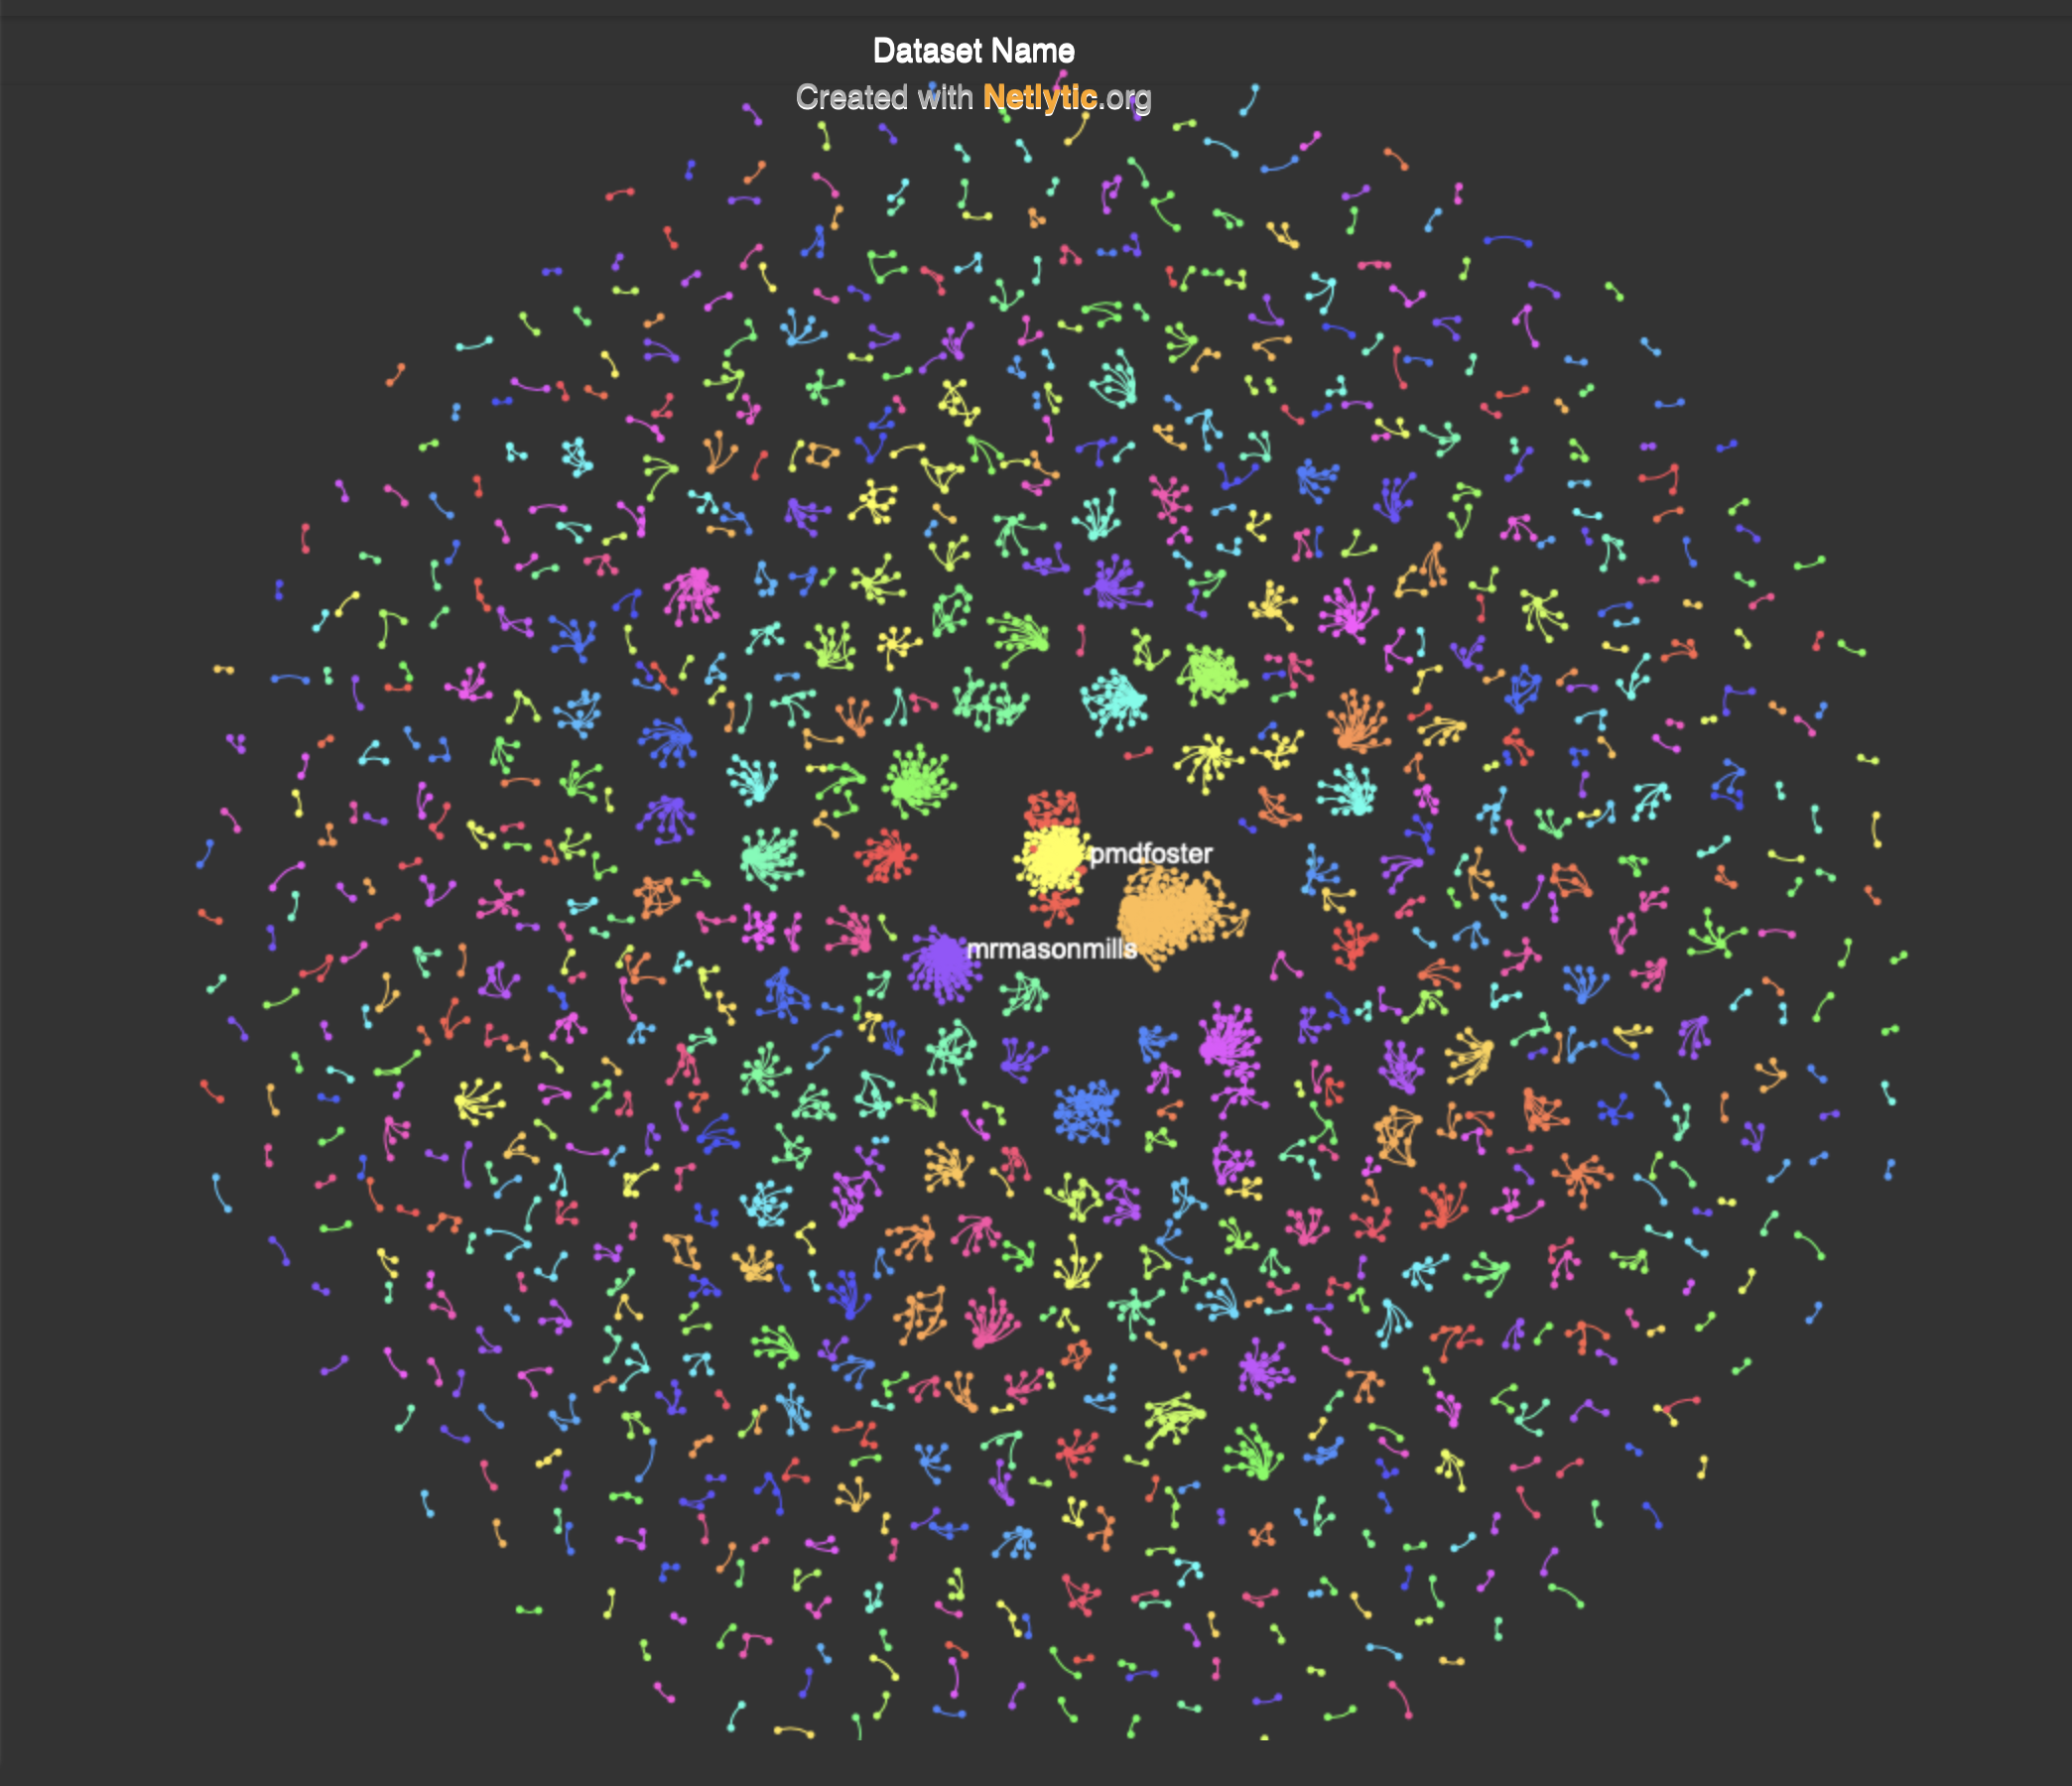 Dataset Name
Created with Netlytic.org
pmdfoster
mrmasonmills